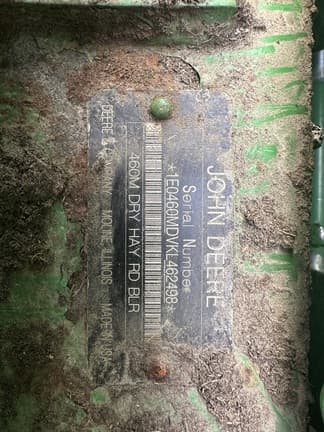 JOHN DEERE
Serial Number
*1E0460MDVKL462498*
460M DRY HAY RD BLR
DEERE & COMPANY MOLINE, ILLINOIS MADE IN USA